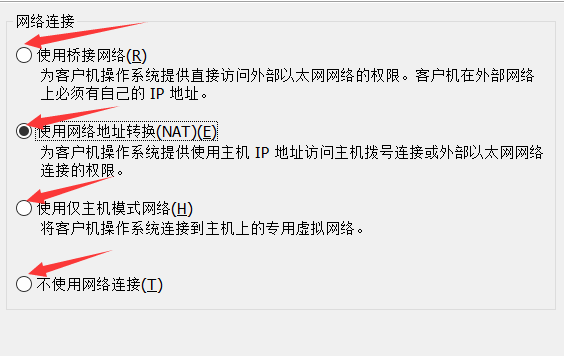 网络连接
使用桥接网络(R)
为客户机操作系统提供直接访问外部以太网网络的权限。客户机在外部网络
上必须有自己的 IP 地址。
使用网络地址转换(NAT)(E)
为客户机操作系统提供使用主机 IP 地址访问主机拨号连接或外部以太网网络
连接的权限。
使用仅主机模式网络(H)
将客户机操作系统连接到主机上的专用虚拟网络。
不使用网络连接(T)